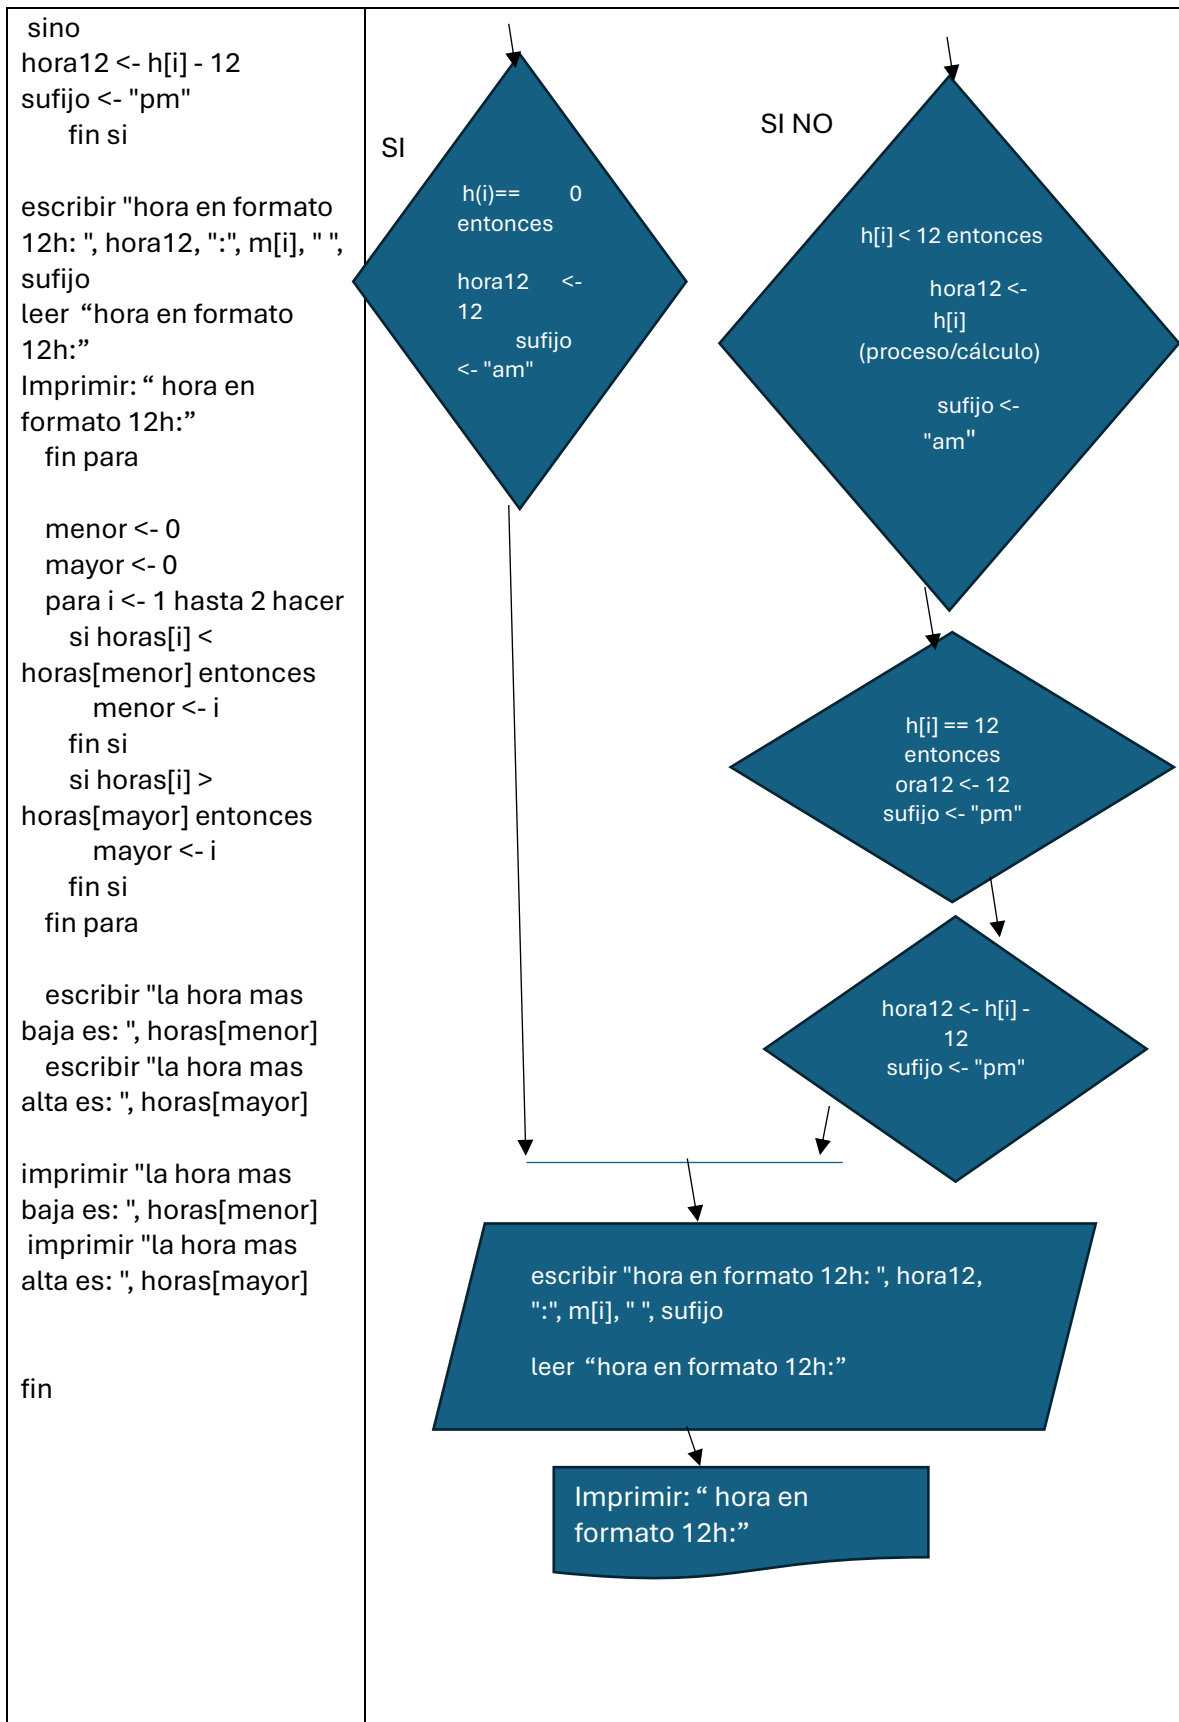 sino
hora12 <- h[i] - 12
sufijo <- "pm"
fin si
escribir "hora en formato
12h: ", hora12, ":", m[i], " ",
sufijo
leer  “hora en formato
12h:”
Imprimir: “ hora en
formato 12h:”
fin para
menor <- 0
mayor <- 0
para i <- 1 hasta 2 hacer
si horas[i] <
horas[menor] entonces
menor <- i
fin si
si horas[i] >
horas[mayor] entonces
mayor <- i
fin si
fin para
escribir "la hora mas
baja es: ", horas[menor]
escribir "la hora mas
alta es: ", horas[mayor]
imprimir "la hora mas
baja es: ", horas[menor]
imprimir "la hora mas
alta es: ", horas[mayor]
fin
SI
h(i)== 0
entonces
hora12 <-
12
sufijo
<- "am"
SI NO
h[i] < 12 entonces
hora12 <-
h[i]
(proceso/cálculo)
sufijo <-
"am"
h[i] == 12
entonces
ora12 <- 12
sufijo <- "pm"
hora12 <- h[i] -
12
sufijo <- "pm"
escribir "hora en formato 12h: ", hora12,
":", m[i], " ", sufijo
leer  “hora en formato 12h:”
Imprimir: “ hora en
formato 12h:”